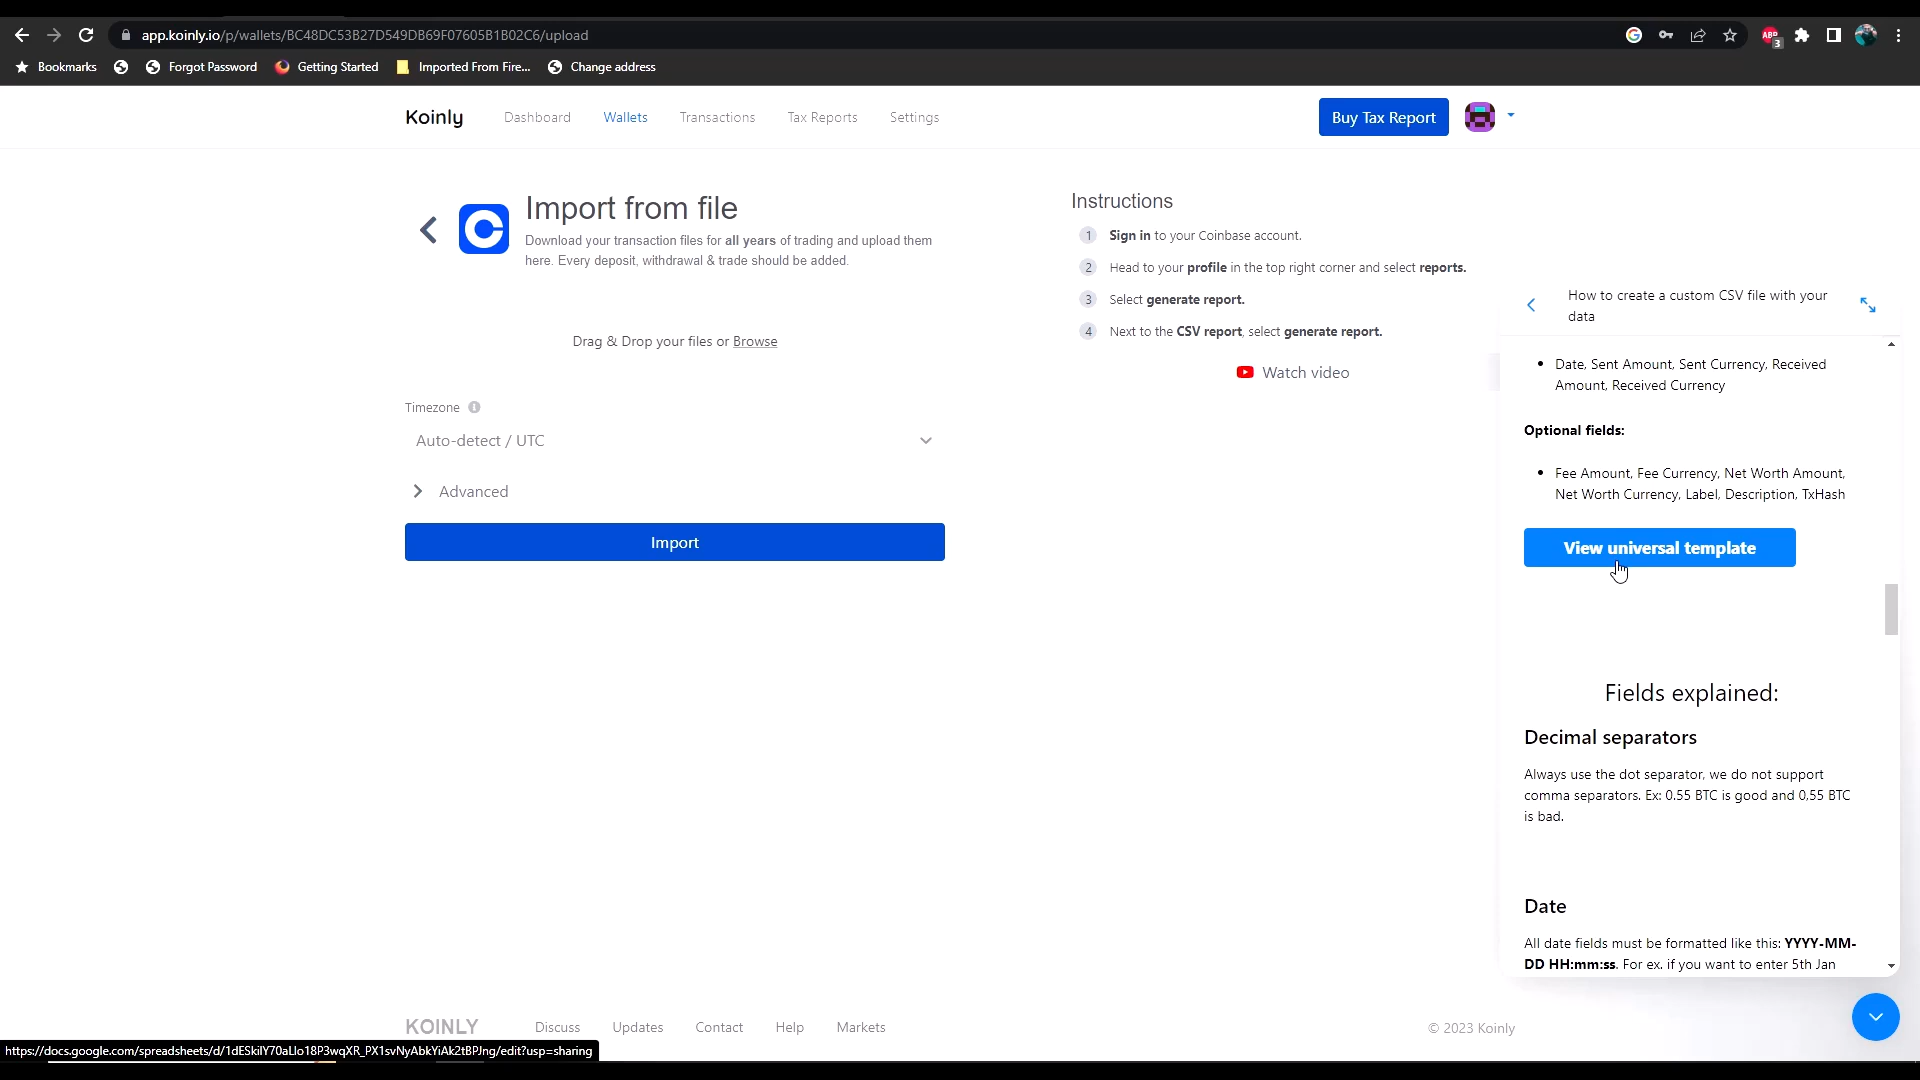 app.koinly.io/p/wallets/BC48DC53B27D549DB69F07605B1B02C6/upload
ABP
3
Bookmarks
Forgot Password
Getting Started
Imported From Fire...
Change address
Koinly
Dashboard
Wallets
Transactions
Tax Reports
Settings
Buy Tax Report
Import from file
Download your transaction files for all years of trading and upload them
here. Every deposit, withdrawal & trade should be added.
Drag & Drop your files or Browse
Timezone
Auto-detect / UTC
Advanced
Import
Instructions
1 Sign in to your Coinbase account.
2 Head to your profile in the top right corner and select reports.
3 Select generate report.
4 Next to the CSV report, select generate report.
Watch video
How to create a custom CSV file with your
data
• Date, Sent Amount, Sent Currency, Received
Amount, Received Currency
Optional fields:
• Fee Amount, Fee Currency, Net Worth Amount,
Net Worth Currency, Label, Description, TxHash
View universal template
Fields explained:
Decimal separators
Always use the dot separator, we do not support
comma separators. Ex: 0.55 BTC is good and 0,55 BTC
is bad.
Date
All date fields must be formatted like this: YYYY-MM-
DD HH:mm:ss. For ex. if you want to enter 5th Jan
KOINLY
Discuss
Updates
Contact
Help
Markets
© 2023 Koinly